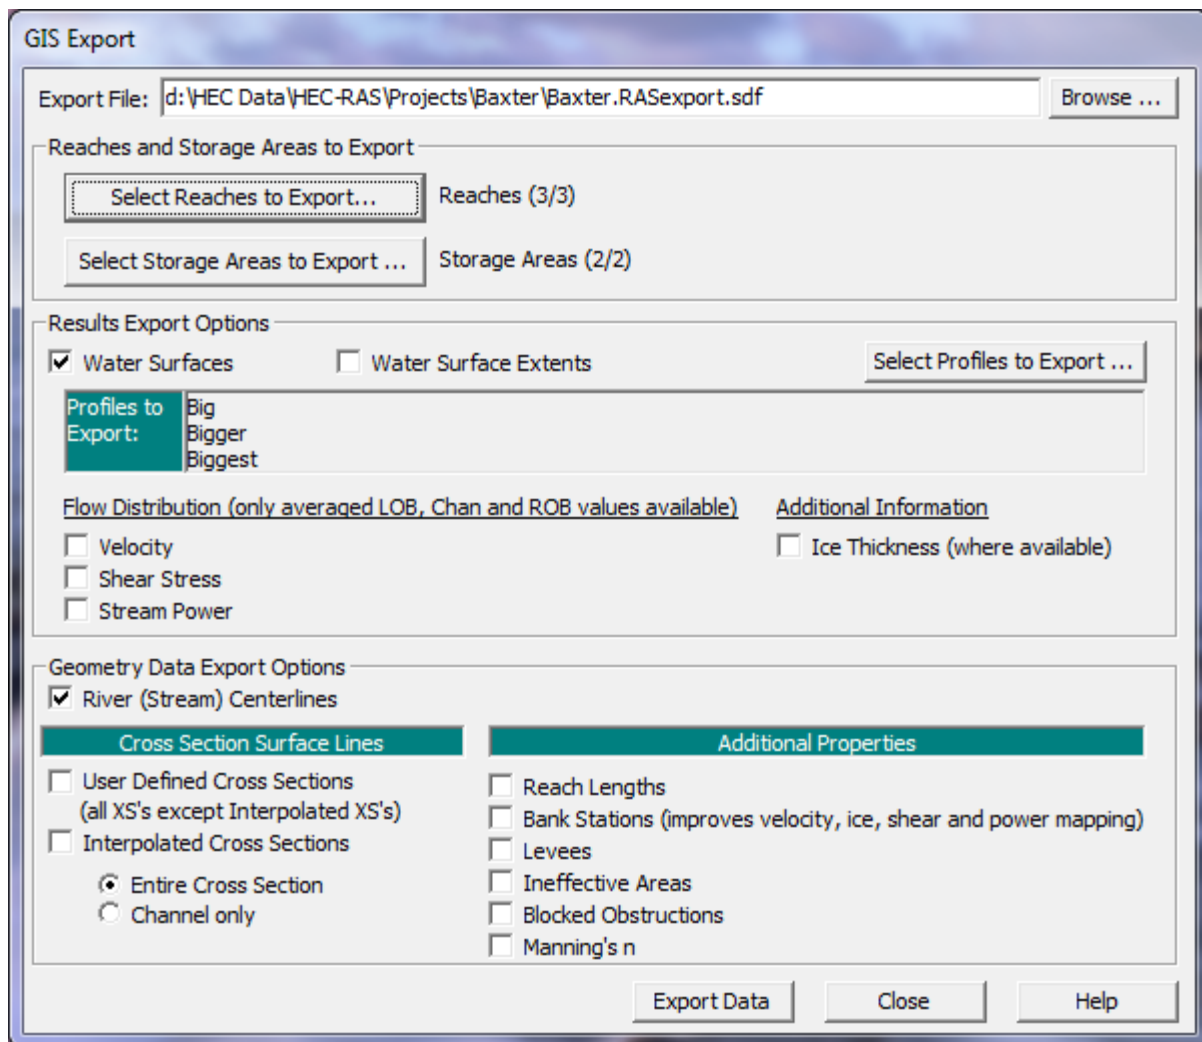 GIS Export
Export File: d:\HEC Data\HEC-RAS\Projects\Baxter\Baxter.RASexport.sdf Browse ...
Reaches and Storage Areas to Export
Select Reaches to Export... Reaches (3/3)
Select Storage Areas to Export ... Storage Areas (2/2)
Results Export Options
Water Surfaces Water Surface Extents Select Profiles to Export ...
Profiles to Export:
Big
Bigger
Biggest
Flow Distribution (only averaged LOB, Chan and ROB values available)
Velocity
Shear Stress
Stream Power
Additional Information
Ice Thickness (where available)
Geometry Data Export Options
River (Stream) Centerlines
Cross Section Surface Lines
User Defined Cross Sections
(all XS's except Interpolated XS's)
Interpolated Cross Sections
Entire Cross Section
Channel only
Additional Properties
Reach Lengths
Bank Stations (improves velocity, ice, shear and power mapping)
Levees
Ineffective Areas
Blocked Obstructions
Manning's n
Export Data Close Help